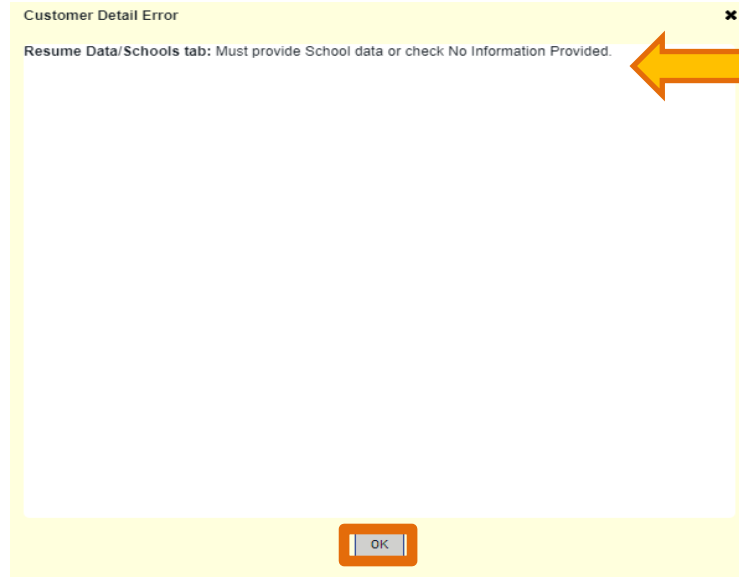 Customer Detail Error
Resume Data/Schools tab: Must provide School data or check No Information Provided.
OK